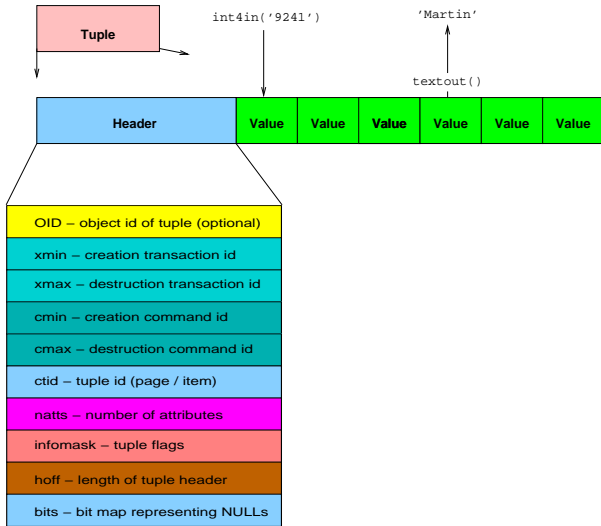 Tuple
int4in('9241')
'Martin'
textout()
Header
Value
Value
Value
Value
Value
Value
OID – object id of tuple (optional)
xmin – creation transaction id
xmax – destruction transaction id
cmin – creation command id
cmax – destruction command id
ctid – tuple id (page / item)
natts – number of attributes
infomask – tuple flags
hoff – length of tuple header
bits – bit map representing NULLs